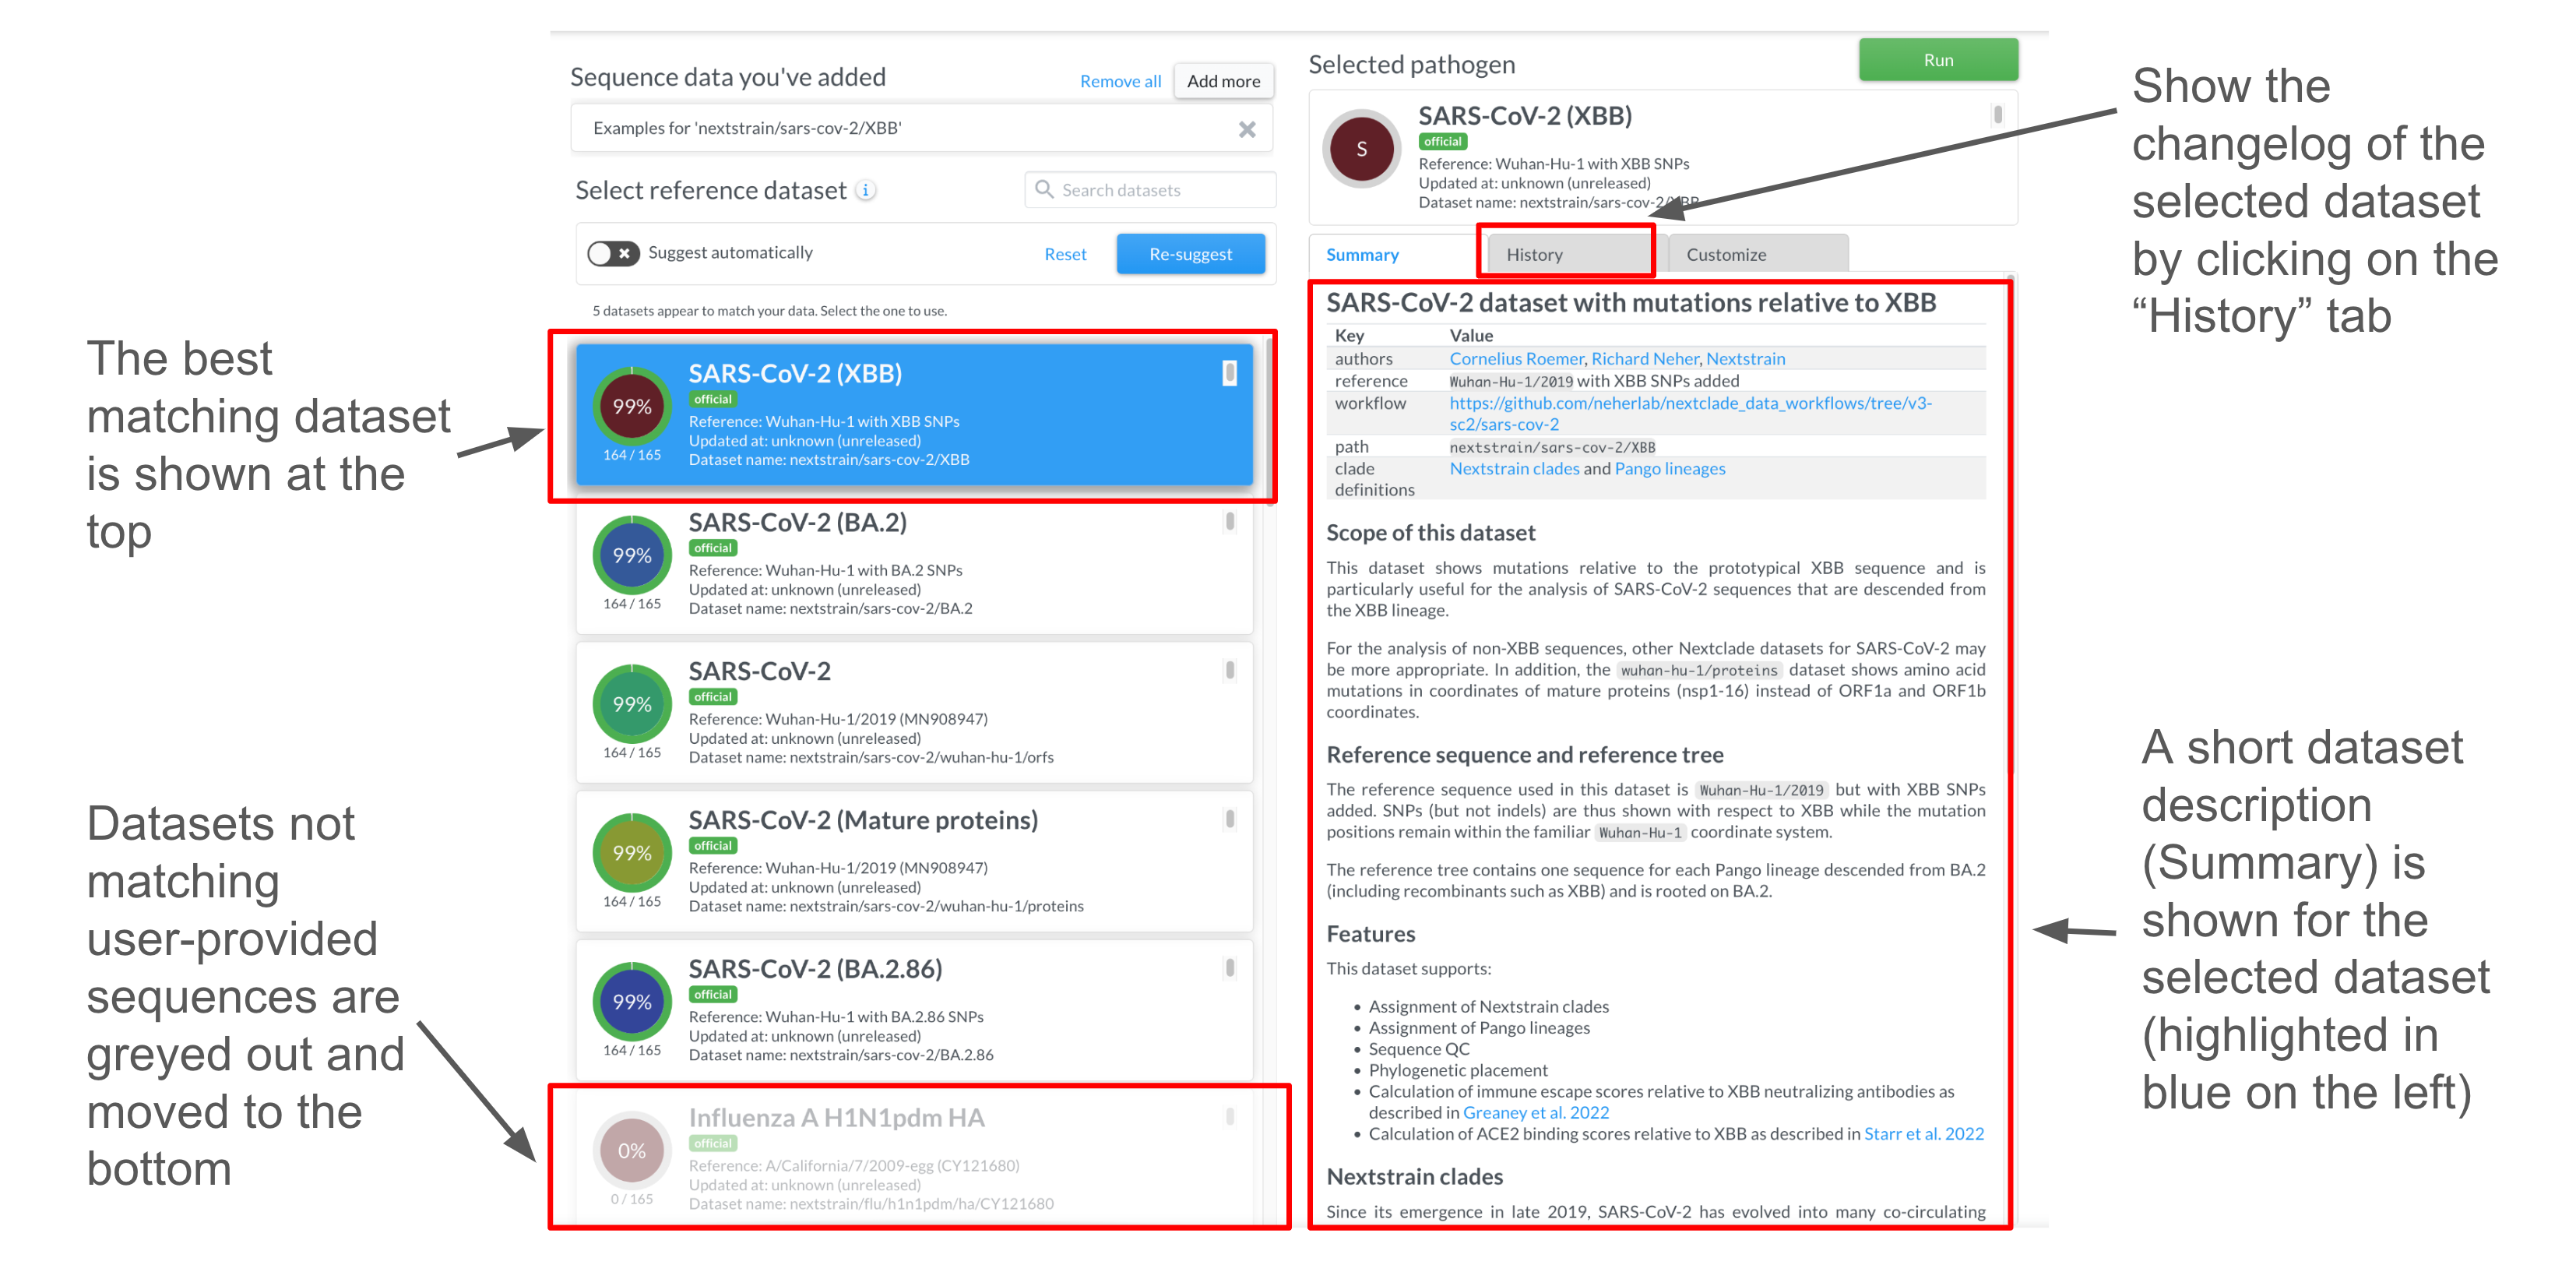 Sequence data you've added
Remove all
Add more
Examples for 'nextstrain/sars-cov-2/XBB'
Select reference dataset
i
Search datasets
Suggest automatically
Reset
Re-suggest
5 datasets appear to match your data. Select the one to use.
99%
164 / 165
SARS-CoV-2 (XBB)
official
Reference: Wuhan-Hu-1 with XBB SNPs
Updated at: unknown (unreleased)
Dataset name: nextstrain/sars-cov-2/XBB
99%
164 / 165
SARS-CoV-2 (BA.2)
official
Reference: Wuhan-Hu-1 with BA.2 SNPs
Updated at: unknown (unreleased)
Dataset name: nextstrain/sars-cov-2/BA.2
99%
164 / 165
SARS-CoV-2
official
Reference: Wuhan-Hu-1/2019 (MN908947)
Updated at: unknown (unreleased)
Dataset name: nextstrain/sars-cov-2/wuhan-hu-1/orfs
99%
164 / 165
SARS-CoV-2 (Mature proteins)
official
Reference: Wuhan-Hu-1/2019 (MN908947)
Updated at: unknown (unreleased)
Dataset name: nextstrain/sars-cov-2/wuhan-hu-1/proteins
99%
164 / 165
SARS-CoV-2 (BA.2.86)
official
Reference: Wuhan-Hu-1 with BA.2.86 SNPs
Updated at: unknown (unreleased)
Dataset name: nextstrain/sars-cov-2/BA.2.86
0%
0 / 165
Influenza A H1N1pdm HA
official
Reference: A/California/7/2009-egg (CY121680)
Updated at: unknown (unreleased)
Dataset name: nextstrain/flu/h1n1pdm/ha/CY121680
Selected pathogen
Run
S
SARS-CoV-2 (XBB)
official
Reference: Wuhan-Hu-1 with XBB SNPs
Updated at: unknown (unreleased)
Dataset name: nextstrain/sars-cov-2/XBB
Summary
History
Customize
SARS-CoV-2 dataset with mutations relative to XBB
Key Value
authors Cornelius Roemer, Richard Neher, Nextstrain
reference Wuhan-Hu-1/2019 with XBB SNPs added
workflow https://github.com/neherlab/nextclade_data_workflows/tree/v3-
sc2/sars-cov-2
path nextstrain/sars-cov-2/XBB
clade Nextstrain clades and Pango lineages
definitions
Scope of this dataset
This dataset shows mutations relative to the prototypical XBB sequence and is
particularly useful for the analysis of SARS-CoV-2 sequences that are descended from
the XBB lineage.
For the analysis of non-XBB sequences, other Nextclade datasets for SARS-CoV-2 may
be more appropriate. In addition, the wuhan-hu-1/proteins dataset shows amino acid
mutations in coordinates of mature proteins (nsp1-16) instead of ORF1a and ORF1b
coordinates.
Reference sequence and reference tree
The reference sequence used in this dataset is Wuhan-Hu-1/2019 but with XBB SNPs
added. SNPs (but not indels) are thus shown with respect to XBB while the mutation
positions remain within the familiar Wuhan-Hu-1 coordinate system.
The reference tree contains one sequence for each Pango lineage descended from BA.2
(including recombinants such as XBB) and is rooted on BA.2.
Features
This dataset supports:
• Assignment of Nextstrain clades
• Assignment of Pango lineages
• Sequence QC
• Phylogenetic placement
• Calculation of immune escape scores relative to XBB neutralizing antibodies as
described in Greaney et al. 2022
• Calculation of ACE2 binding scores relative to XBB as described in Starr et al. 2022
Nextstrain clades
Since its emergence in late 2019, SARS-CoV-2 has evolved into many co-circulating
The best
matching dataset
is shown at the
top
Datasets not
matching
user-provided
sequences are
greyed out and
moved to the
bottom
Show the
changelog of the
selected dataset
by clicking on the
“History” tab
A short dataset
description
(Summary) is
shown for the
selected dataset
(highlighted in
blue on the left)